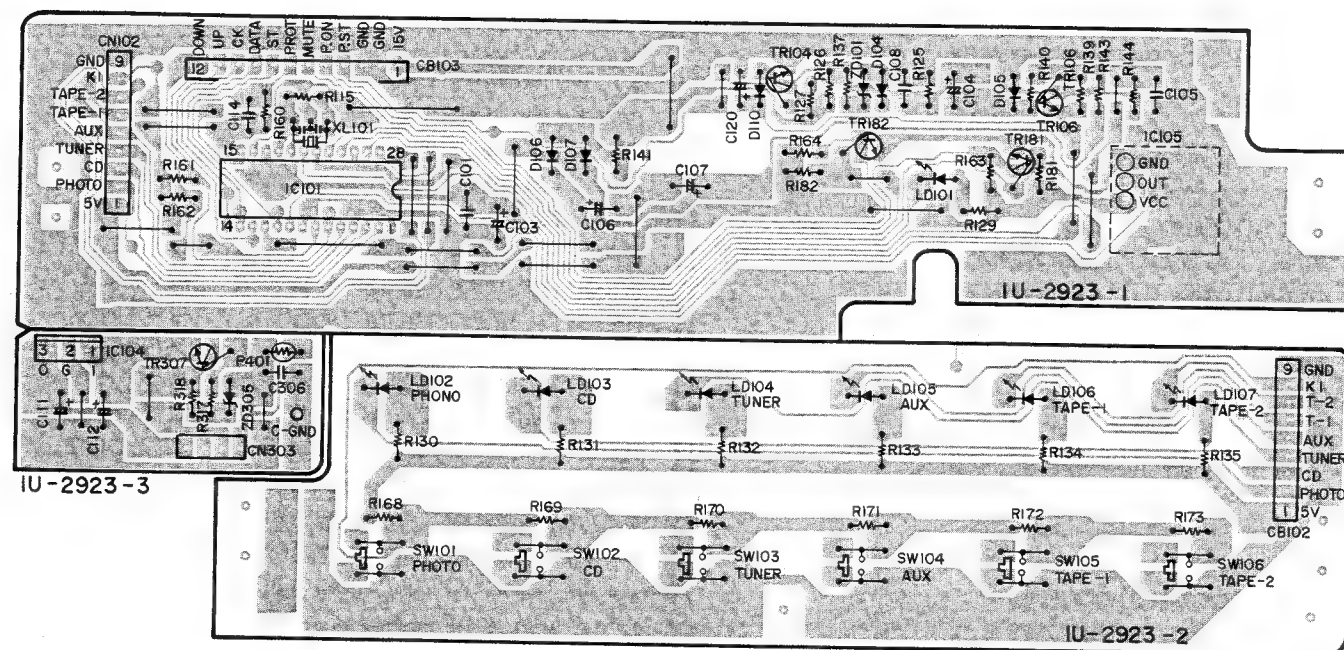 CN102
DOWN
UP
CK
DATA
ST.
PROT
MUTE
P.ON
RST
GND
GND
15V
12
1
CB103
GND 9
K1
TAPE-2
TAPE-1
AUX
TUNER
CD
PHOTO
5V 1
C114
R160
R115
XL101
15
28
IC101
14
1
R161
R162
C101
C103
D106
D107
R141
C106
C107
C120
D110
TR104
R127
R126
R137
D101
D104
C108
R125
C104
D105
R140
TR106
R139
R143
R144
C105
TR106
R164
R182
TR182
LD101
R163
TR181
R181
R129
IC105
GND
OUT
VCC
IU-2923-1
3 2 1 IC104
O G I
TR307
P401
C306
C111
C112
R318
R317
ZD305
C-GND
CN303
IU-2923-3
LD102
PHONO
LD103
CD
LD104
TUNER
LD105
AUX
LD106
TAPE-1
LD107
TAPE-2
R130
R131
R132
R133
R134
R135
9 GND
K1
T-2
T-1
AUX
TUNER
CD
PHOTO
1 5V
CB102
R168
R169
R170
R171
R172
R173
SW101
PHOTO
SW102
CD
SW103
TUNER
SW104
AUX
SW105
TAPE-1
SW106
TAPE-2
IU-2923-2